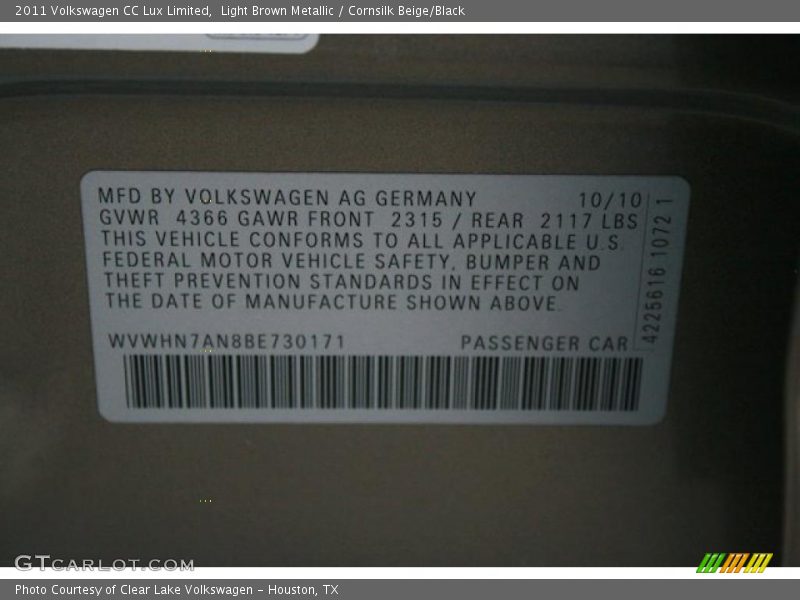 2011 Volkswagen CC Lux Limited,  Light Brown Metallic / Cornsilk Beige/Black
MFD BY VOLKSWAGEN AG GERMANY 10/10
GVWR 4366 GAWR FRONT 2315 / REAR 2117 LBS
THIS VEHICLE CONFORMS TO ALL APPLICABLE U.S.
FEDERAL MOTOR VEHICLE SAFETY, BUMPER AND
THEFT PREVENTION STANDARDS IN EFFECT ON
THE DATE OF MANUFACTURE SHOWN ABOVE.
WVWHN7AN8BE730171 PASSENGER CAR
4225616 1072 1
GTCARLOT.COM
Photo Courtesy of Clear Lake Volkswagen – Houston, TX